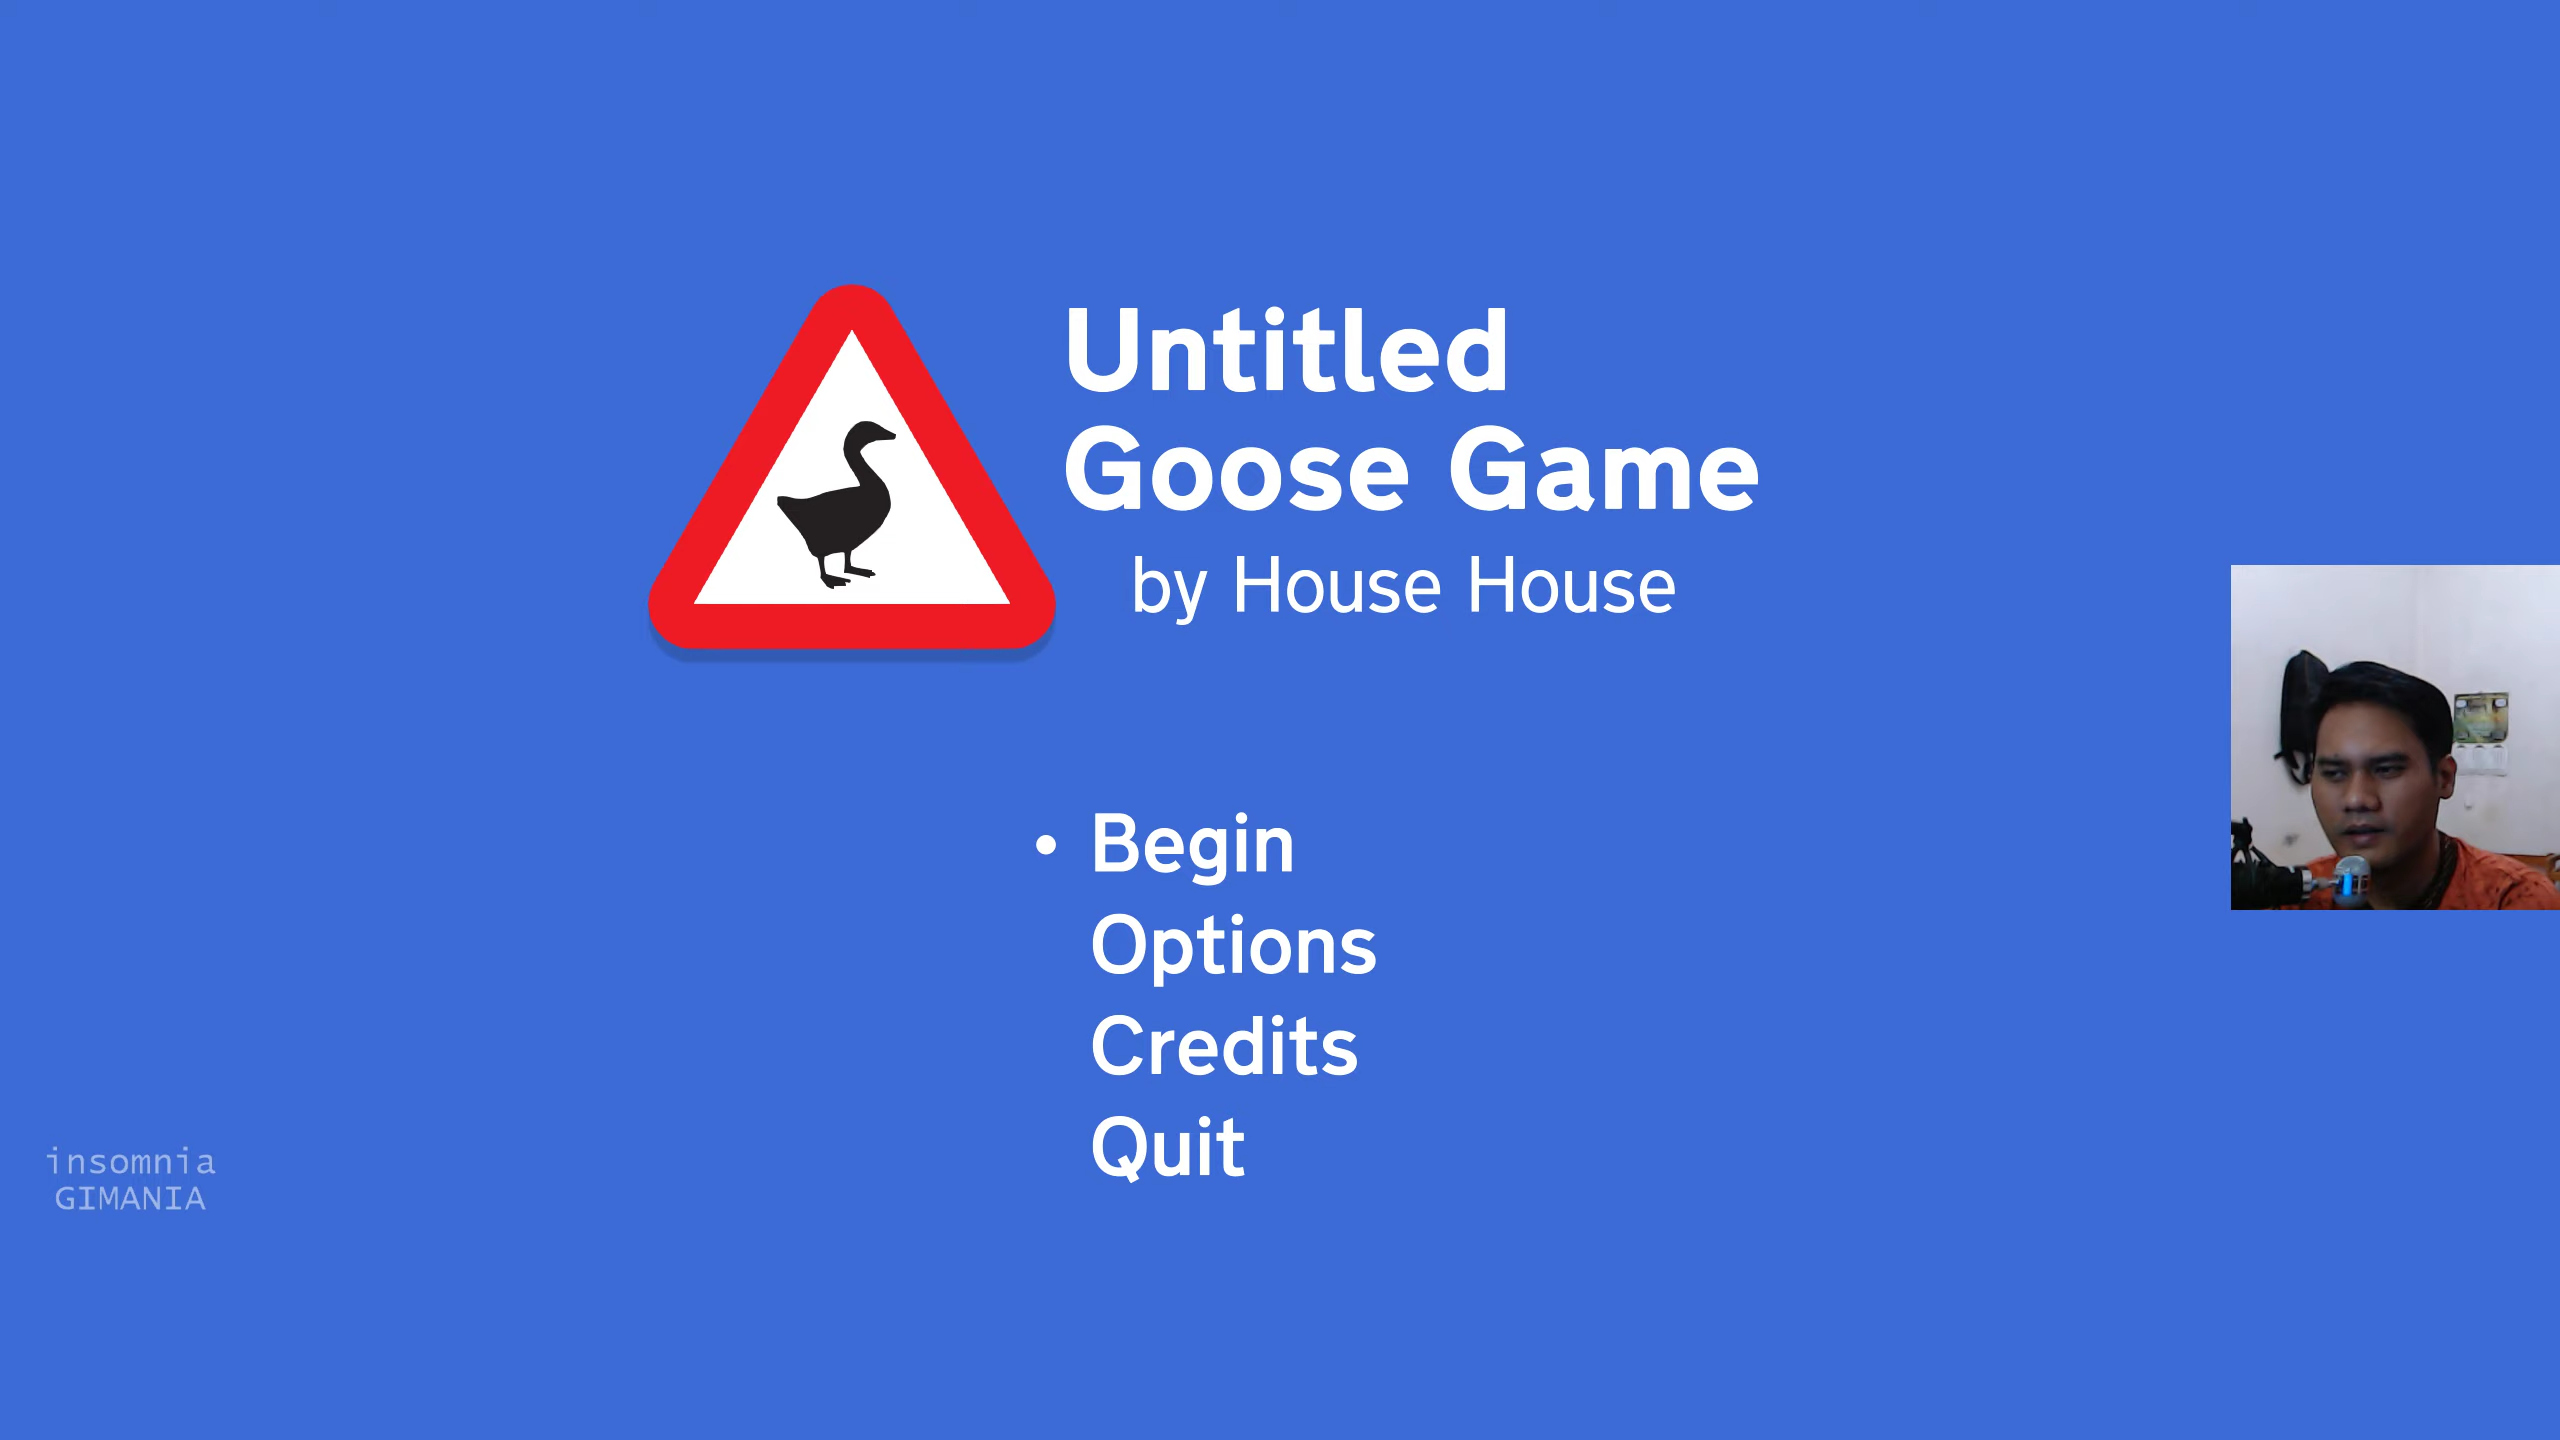 Untitled
Goose Game
by House House
• Begin
Options
Credits
Quit
insomnia
GIMANIA